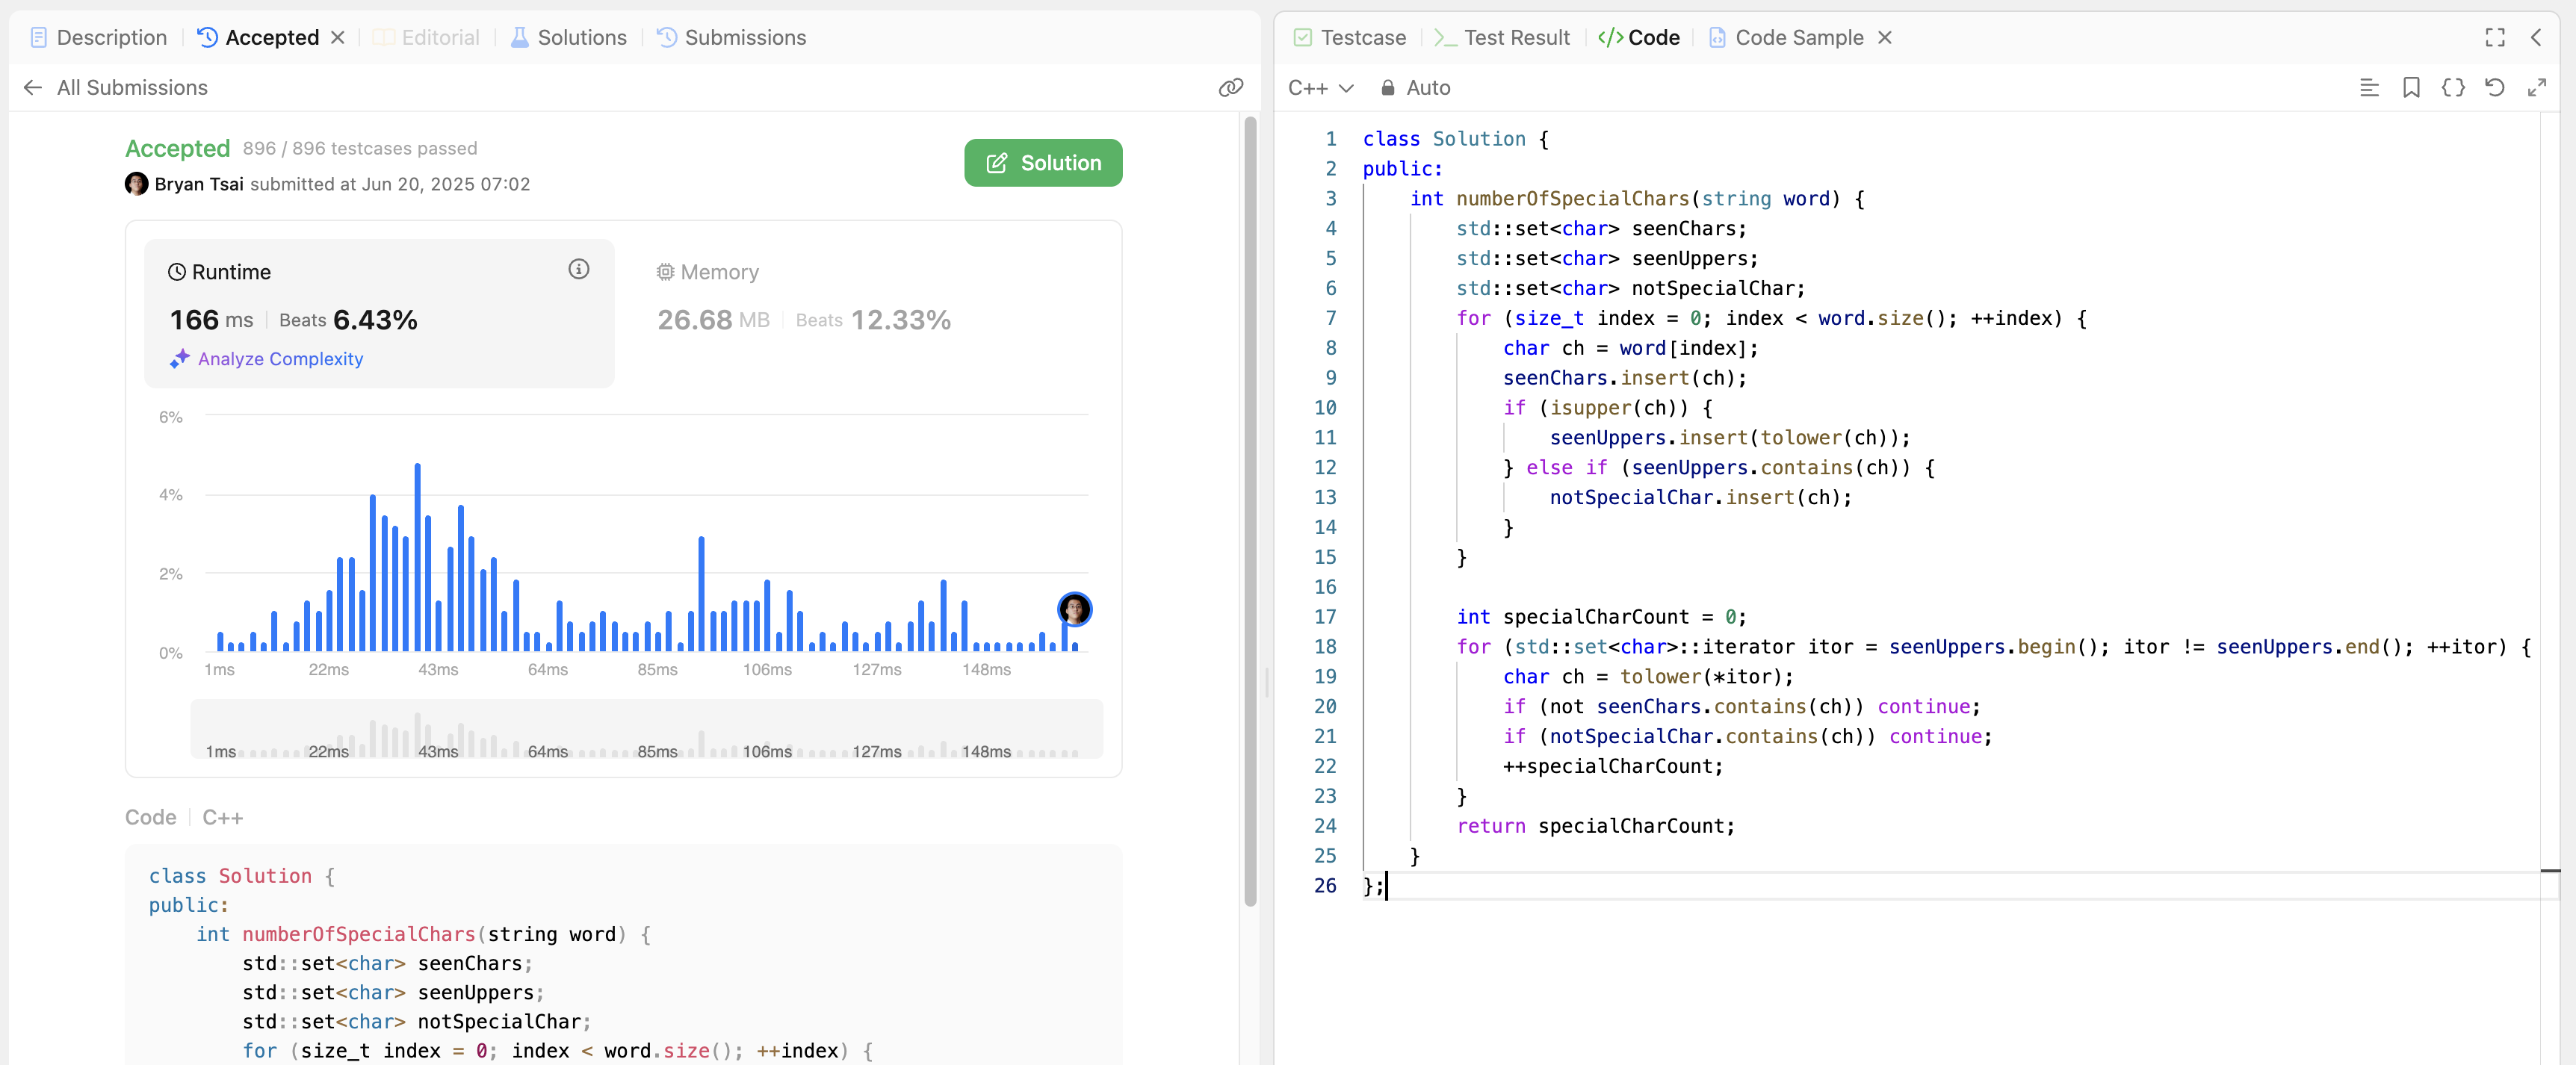 Description
Accepted
Editorial
Solutions
Submissions
All Submissions
Accepted 896 / 896 testcases passed
Bryan Tsai submitted at Jun 20, 2025 07:02
Solution
Runtime
166 ms Beats 6.43%
Analyze Complexity
Memory
26.68 MB Beats 12.33%
6%
4%
2%
0%
1ms 22ms 43ms 64ms 85ms 106ms 127ms 148ms
1ms 22ms 43ms 64ms 85ms 106ms 127ms 148ms
Code C++
class Solution {
public:
    int numberOfSpecialChars(string word) {
        std::set<char> seenChars;
        std::set<char> seenUppers;
        std::set<char> notSpecialChar;
        for (size_t index = 0; index < word.size(); ++index) {
Testcase
Test Result
</> Code
Code Sample
C++
Auto
1 class Solution {
2 public:
3     int numberOfSpecialChars(string word) {
4         std::set<char> seenChars;
5         std::set<char> seenUppers;
6         std::set<char> notSpecialChar;
7         for (size_t index = 0; index < word.size(); ++index) {
8             char ch = word[index];
9             seenChars.insert(ch);
10             if (isupper(ch)) {
11                 seenUppers.insert(tolower(ch));
12             } else if (seenUppers.contains(ch)) {
13                 notSpecialChar.insert(ch);
14             }
15         }
16
17         int specialCharCount = 0;
18         for (std::set<char>::iterator itor = seenUppers.begin(); itor != seenUppers.end(); ++itor) {
19             char ch = tolower(*itor);
20             if (not seenChars.contains(ch)) continue;
21             if (notSpecialChar.contains(ch)) continue;
22             ++specialCharCount;
23         }
24         return specialCharCount;
25     }
26 };